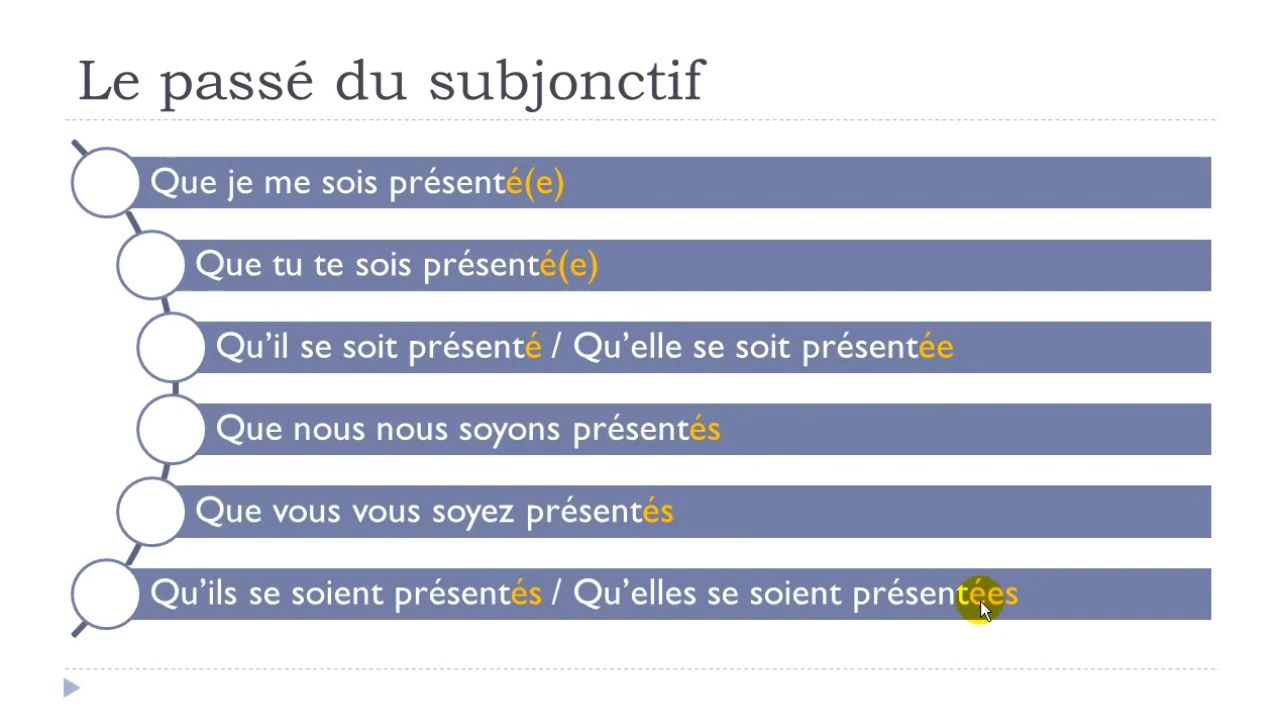 Le passé du subjonctif
Que je me sois présenté(e)
Que tu te sois présenté(e)
Qu’il se soit présenté / Qu’elle se soit présentée
Que nous nous soyons présentés
Que vous vous soyez présentés
Qu’ils se soient présentés / Qu’elles se soient présentées